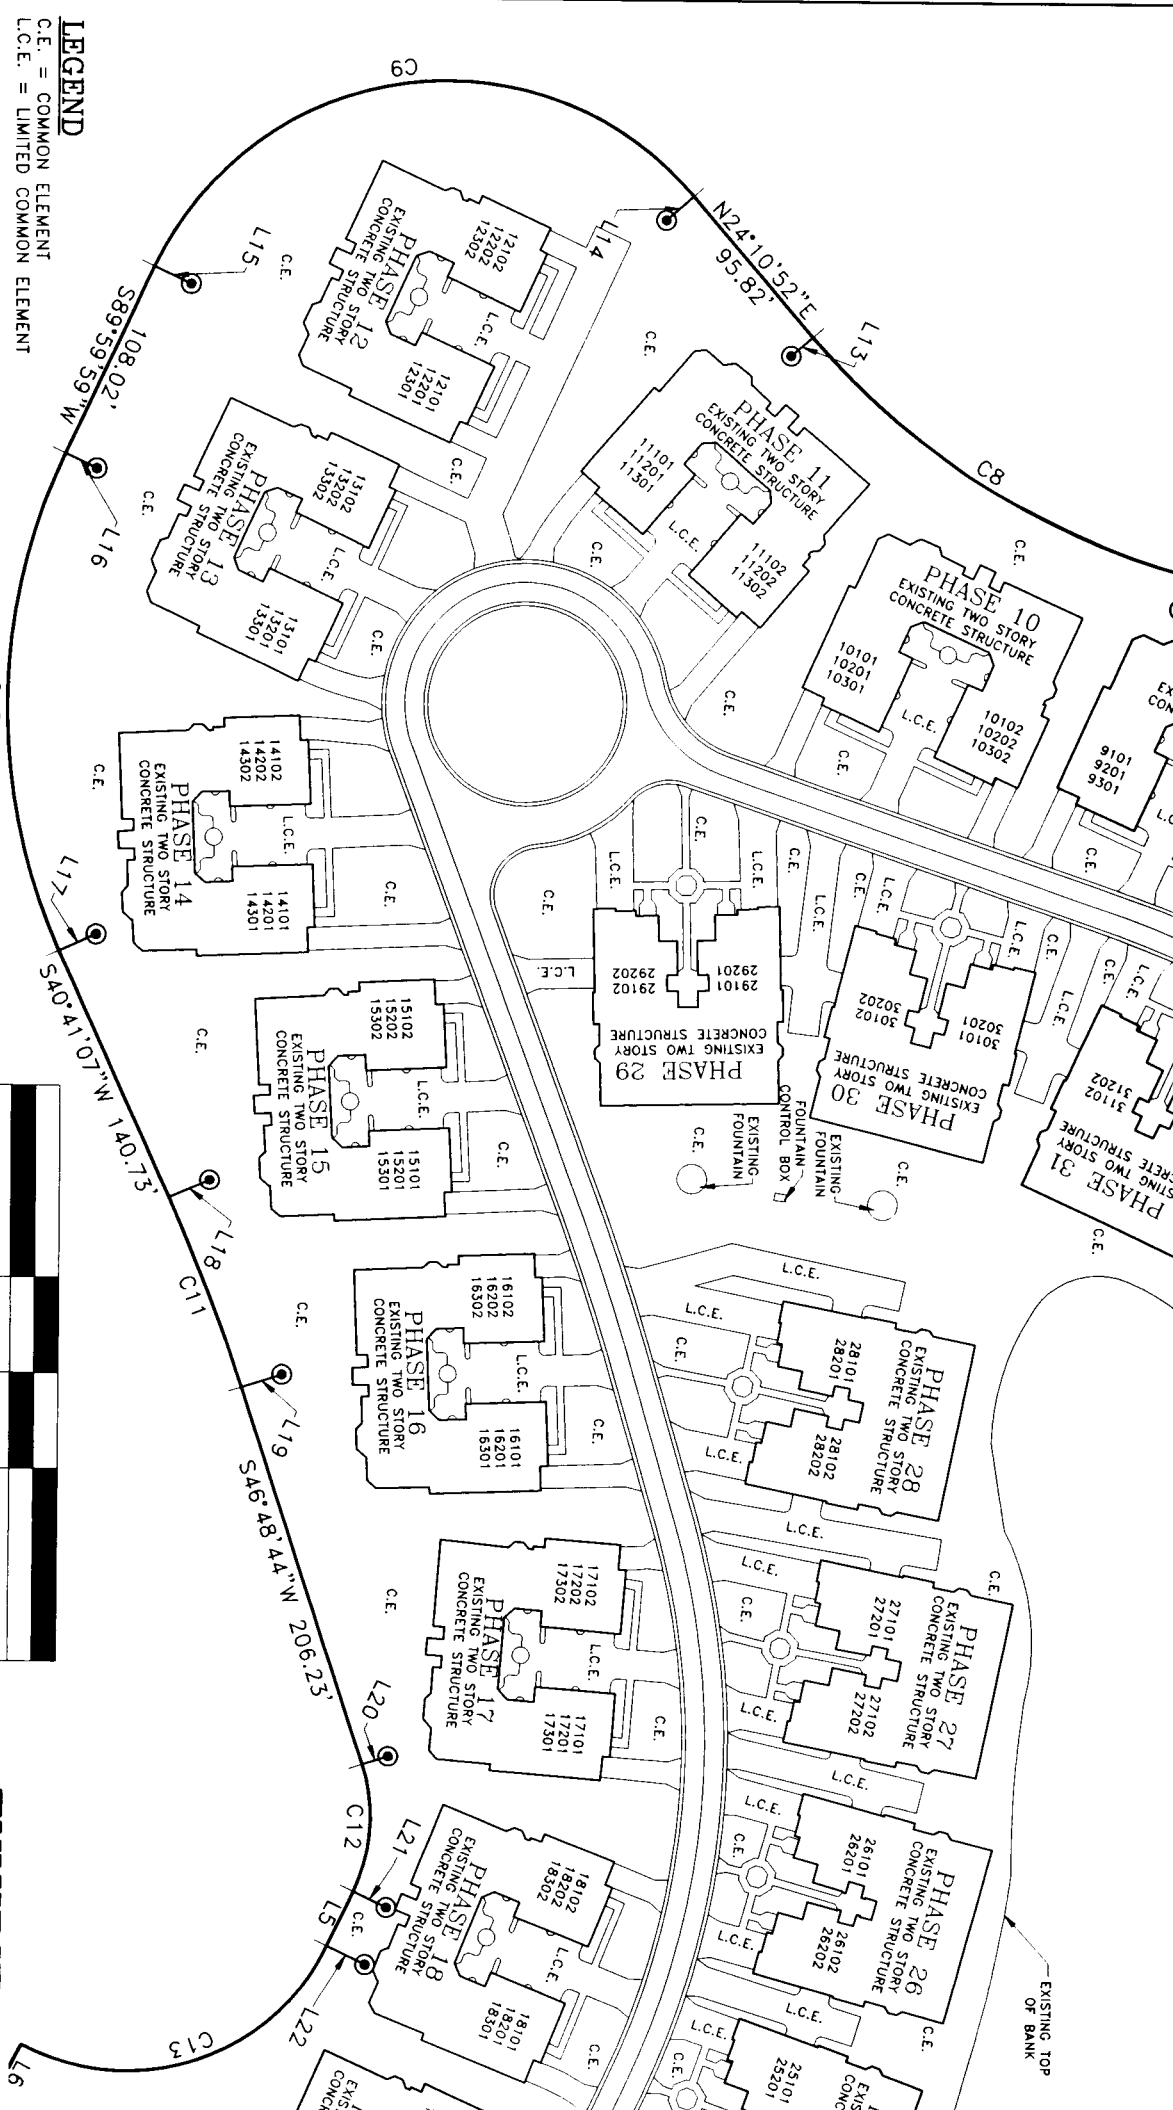 LEGEND
C.E. = COMMON ELEMENT
L.C.E. = LIMITED COMMON ELEMENT
C9
L15
C.E.
108.02'
S89°59'59"W
L16
C.E.
L14
N24°10'52"E
95.82'
L13
C.E.
C8
C.E.
12102
12202
12302
PHASE 12
EXISTING TWO STORY
CONCRETE STRUCTURE
L.C.E.
12101
12201
12301
C.E.
13102
13202
13302
PHASE 13
EXISTING TWO STORY
CONCRETE STRUCTURE
L.C.E.
13101
13201
13301
C.E.
PHASE 11
EXISTING TWO STORY
CONCRETE STRUCTURE
11101
11201
11301
L.C.E.
11102
11202
11302
C.E.
C.E.
PHASE 10
EXISTING TWO STORY
CONCRETE STRUCTURE
10101
10201
10301
L.C.E.
10102
10202
10302
C.E.
9101
9201
9301
C.E.
14102
14202
14302
PHASE 14
EXISTING TWO STORY
CONCRETE STRUCTURE
L.C.E.
14101
14201
14301
C.E.
C.E.
L17
S40°41'07"W 140.73'
C.E.
L18
C11
15102
15202
15302
PHASE 15
EXISTING TWO STORY
CONCRETE STRUCTURE
L.C.E.
15101
15201
15301
C.E.
C.E.
L.C.E.
C.E.
L.C.E.
L.C.E.
29202
29102
29201
29101
EXISTING TWO STORY
CONCRETE STRUCTURE
PHASE 29
C.E.
L.C.E.
C.E.
L.C.E.
L.C.E.
30202
30102
30201
30101
EXISTING TWO STORY
CONCRETE STRUCTURE
PHASE 30
C.E.
L.C.E.
C.E.
L.C.E.
31202
31102
PHASE 31
C.E.
EXISTING
FOUNTAIN
C.E.
FOUNTAIN
CONTROL BOX
EXISTING
FOUNTAIN
C.E.
C.E.
16102
16202
16302
PHASE 16
EXISTING TWO STORY
CONCRETE STRUCTURE
L.C.E.
16101
16201
16301
C.E.
L19
S46°48'44"W 206.23'
L.C.E.
L.C.E.
C.E.
28101
28201
28102
28202
PHASE 28
EXISTING TWO STORY
CONCRETE STRUCTURE
L.C.E.
L.C.E.
L.C.E.
C.E.
27101
27201
27102
27202
PHASE 27
EXISTING TWO STORY
CONCRETE STRUCTURE
C.E.
L.C.E.
L.C.E.
C.E.
17102
17202
17302
PHASE 17
EXISTING TWO STORY
CONCRETE STRUCTURE
L.C.E.
17101
17201
17301
C.E.
L20
C12
L21
L5
C.E.
L22
C13
L6
18102
18202
18302
PHASE 18
EXISTING TWO STORY
CONCRETE STRUCTURE
L.C.E.
18101
18201
18301
C.E.
L.C.E.
C.E.
26101
26201
26102
26202
PHASE 26
EXISTING TWO STORY
CONCRETE STRUCTURE
L.C.E.
L.C.E.
C.E.
L.C.E.
C.E.
25101
25201
EXISTING TOP
OF BANK